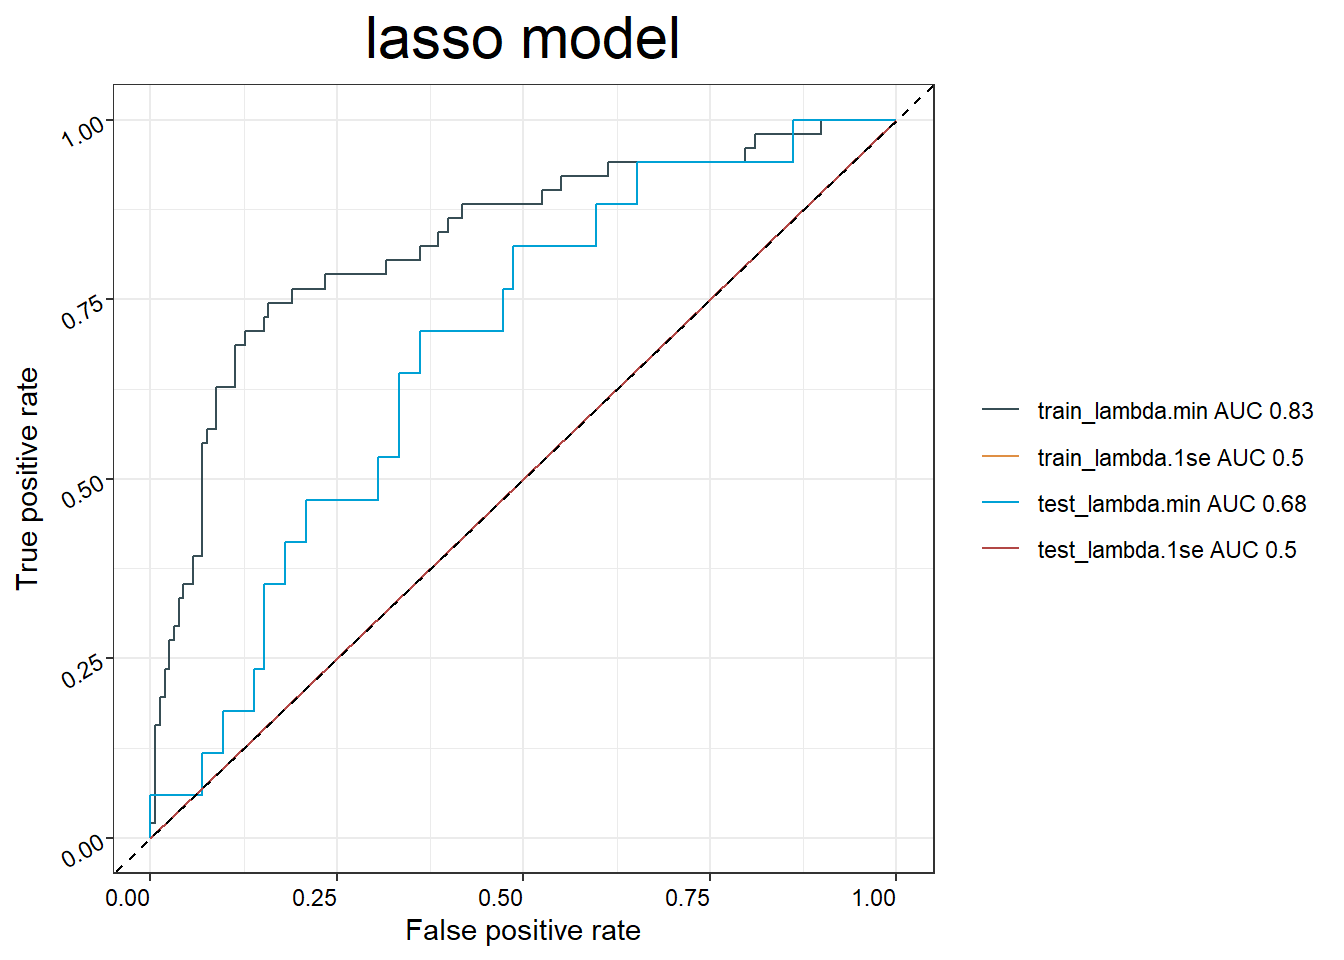 lasso model
True positive rate
1.00
0.75
0.50
0.25
0.00
0.00 0.25 0.50 0.75 1.00
False positive rate
train_lambda.min AUC 0.83
train_lambda.1se AUC 0.5
test_lambda.min AUC 0.68
test_lambda.1se AUC 0.5